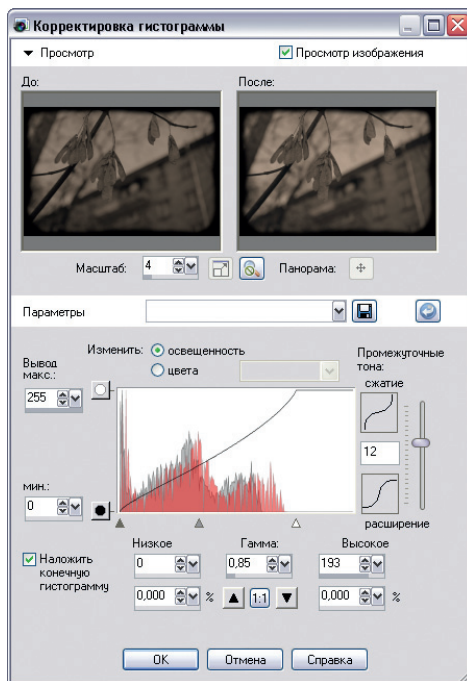 Корректировка гистограммы
Просмотр
Просмотр изображения
До:
После:
Масштаб:
4
Панорама:
Параметры
Изменить:
освещенность
цвета
Вывод
макс.:
255
мин.:
0
Промежуточные
тона:
сжатие
12
расширение
Наложить
конечную
гистограмму
Низкое
Гамма:
Высокое
0
0,85
193
0,000
%
1:1
0,000
%
OK
Отмена
Справка